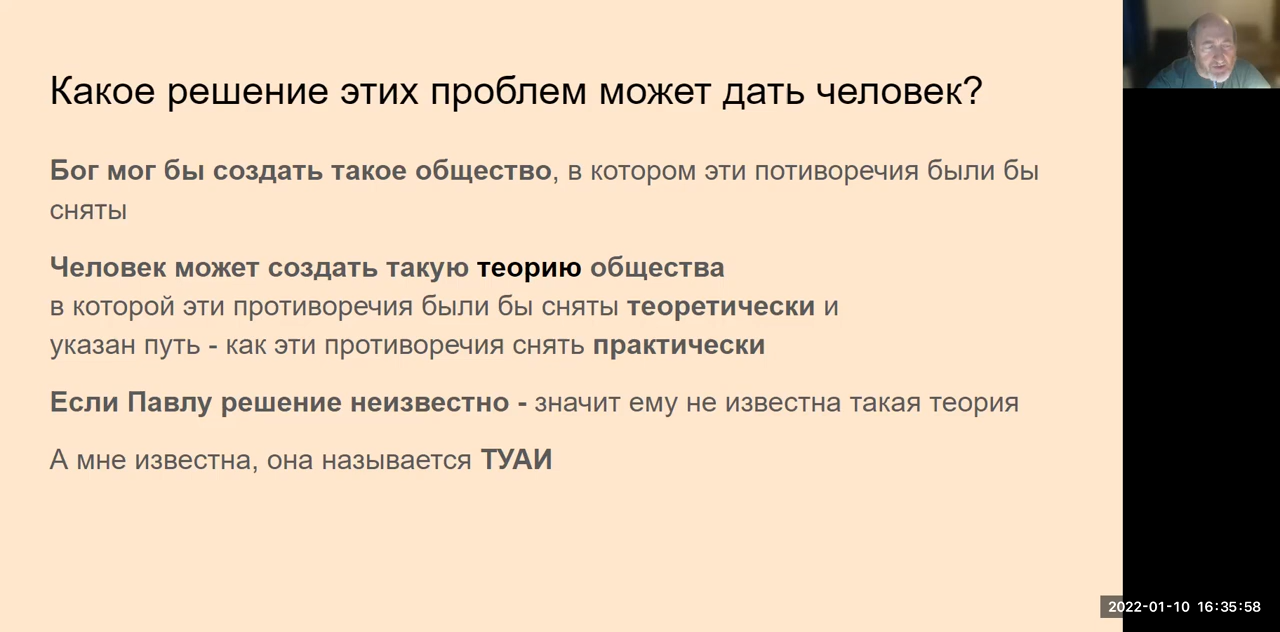 Какое решение этих проблем может дать человек?
Бог мог бы создать такое общество, в котором эти потиворечия были бы
сняты
Человек может создать такую теорию общества
в которой эти противоречия были бы сняты теоретически и
указан путь - как эти противоречия снять практически
Если Павлу решение неизвестно - значит ему не известна такая теория
А мне известна, она называется ТУАИ
2022-01-10 16:35:58